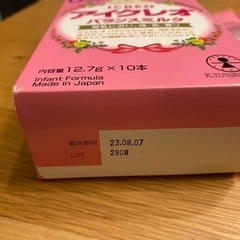 ICREO
アイクレオ
バランスミルク
内容量 12.7g×10本
Infant Formula
Made in Japan
賞味期限 23.08.07
LOT 2808